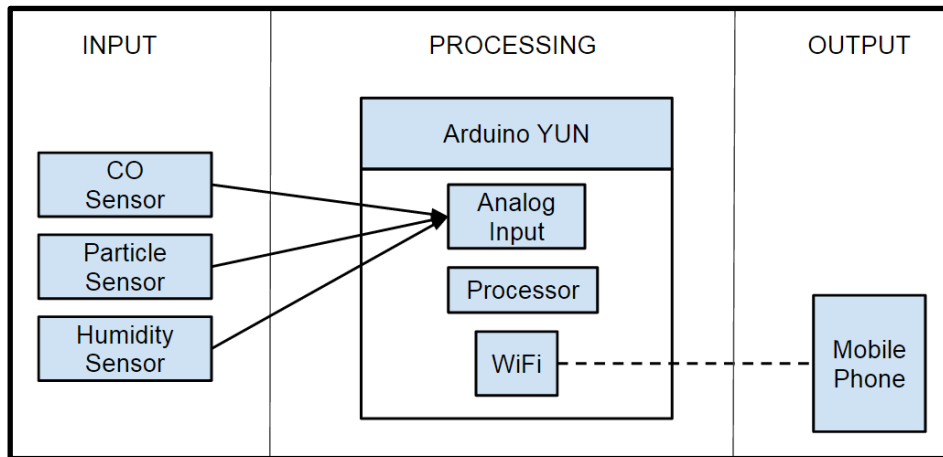 INPUT
PROCESSING
OUTPUT
Arduino YUN
CO
Sensor
Particle
Sensor
Humidity
Sensor
Analog
Input
Processor
WiFi
Mobile
Phone